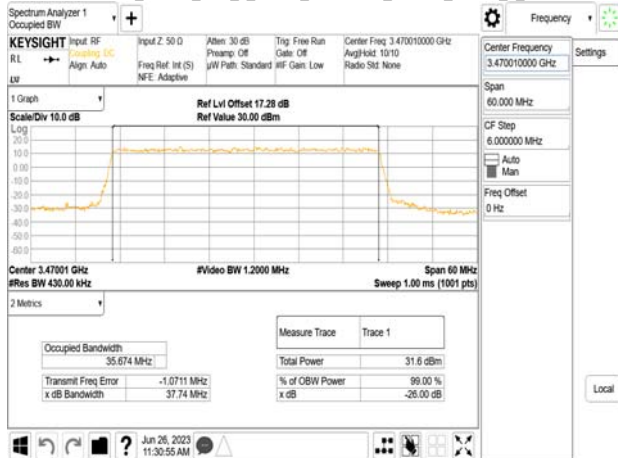 Spectrum Analyzer 1
Occupied BW
Frequency
KEYSIGHT
Input: RF
Coupling: DC
Align: Auto
RL
LXI
Input Z: 50 Ω
Freq Ref: Int (S)
NFE: Adaptive
Atten: 30 dB
Preamp: Off
µW Path: Standard
Trig: Free Run
Gate: Off
#IF Gain: Low
Center Freq: 3.470010000 GHz
Avg|Hold: 10/10
Radio Std: None
Center Frequency
3.470010000 GHz
Settings
Span
60.000 MHz
CF Step
6.000000 MHz
Auto
Man
Freq Offset
0 Hz
Local
1 Graph
Scale/Div 10.0 dB
Ref Lvl Offset 17.28 dB
Ref Value 30.00 dBm
Log
20.0
10.0
0.00
-10.0
-20.0
-30.0
-40.0
-50.0
-60.0
Center 3.47001 GHz
#Res BW 430.00 kHz
#Video BW 1.2000 MHz
Span 60 MHz
Sweep 1.00 ms (1001 pts)
2 Metrics
Measure Trace Trace 1
Occupied Bandwidth
35.674 MHz
Total Power 31.6 dBm
Transmit Freq Error -1.0711 MHz
% of OBW Power 99.00 %
x dB Bandwidth 37.74 MHz
x dB -26.00 dB
?
Jun 26, 2023
11:30:55 AM